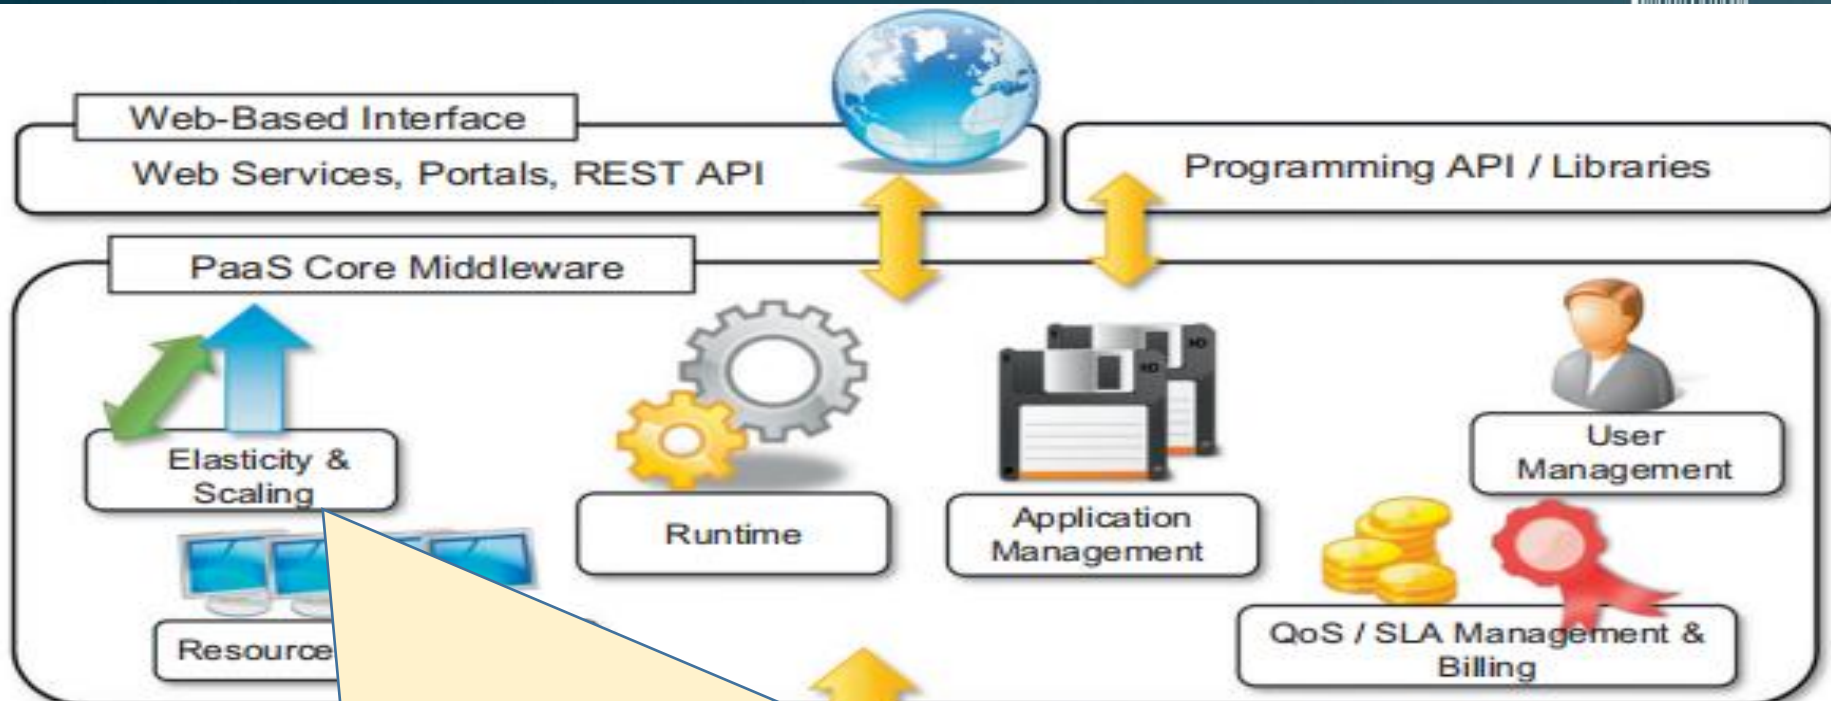 Web-Based Interface
Web Services, Portals, REST API
Programming API / Libraries
PaaS Core Middleware
Elasticity &
Scaling
Runtime
Application
Management
User
Management
Resource
QoS / SLA Management &
Billing